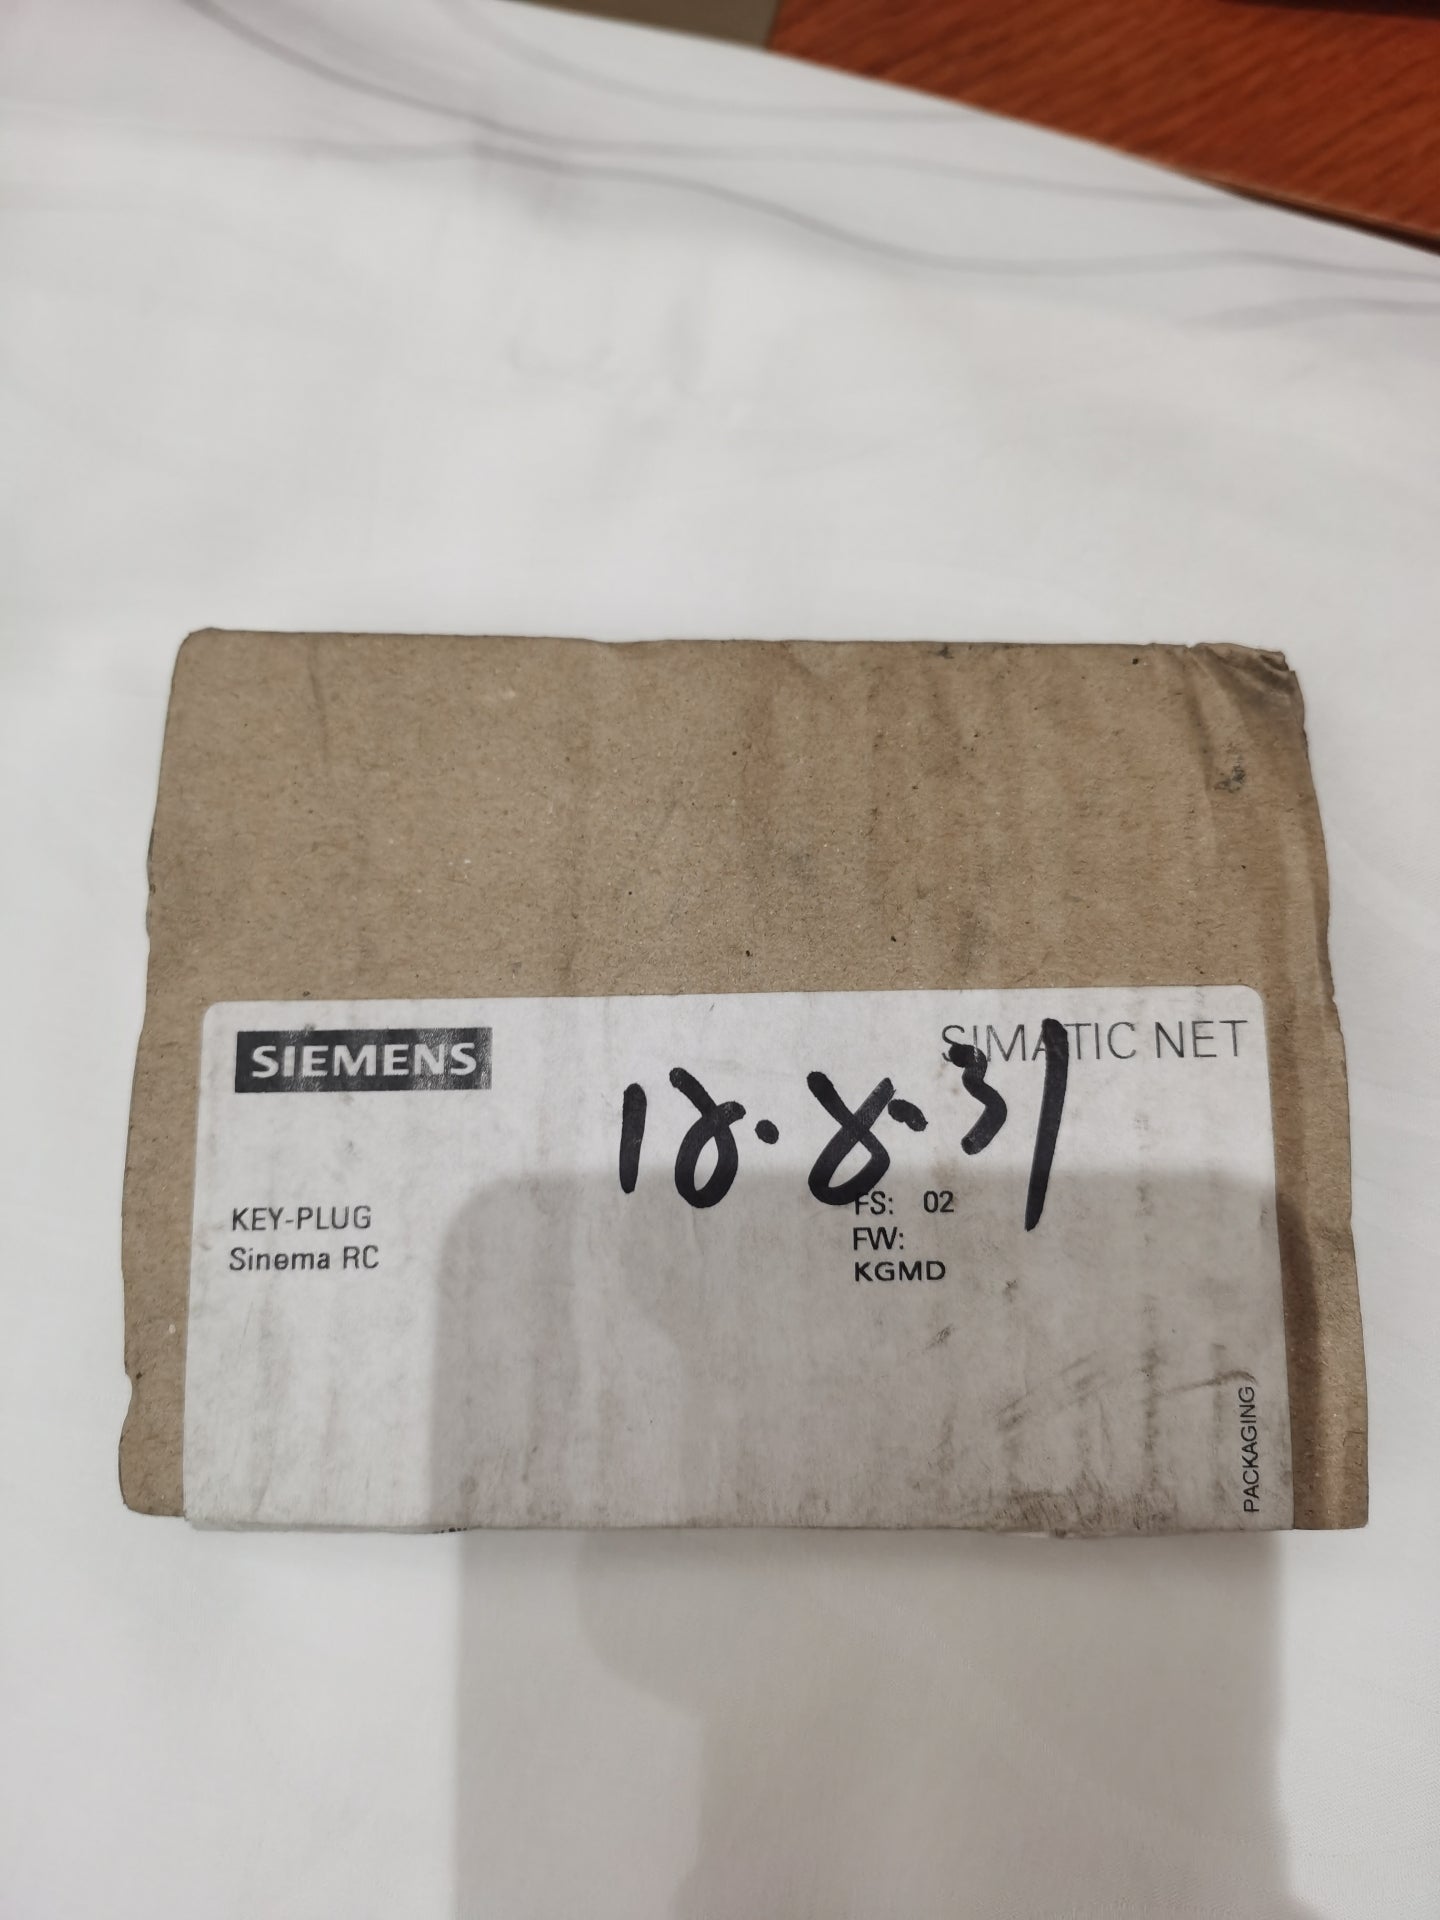 SIEMENS
SIMATIC NET
18.8.31
KEY-PLUG
Sinema RC
FS: 02
FW:
KGMD
PACKAGING